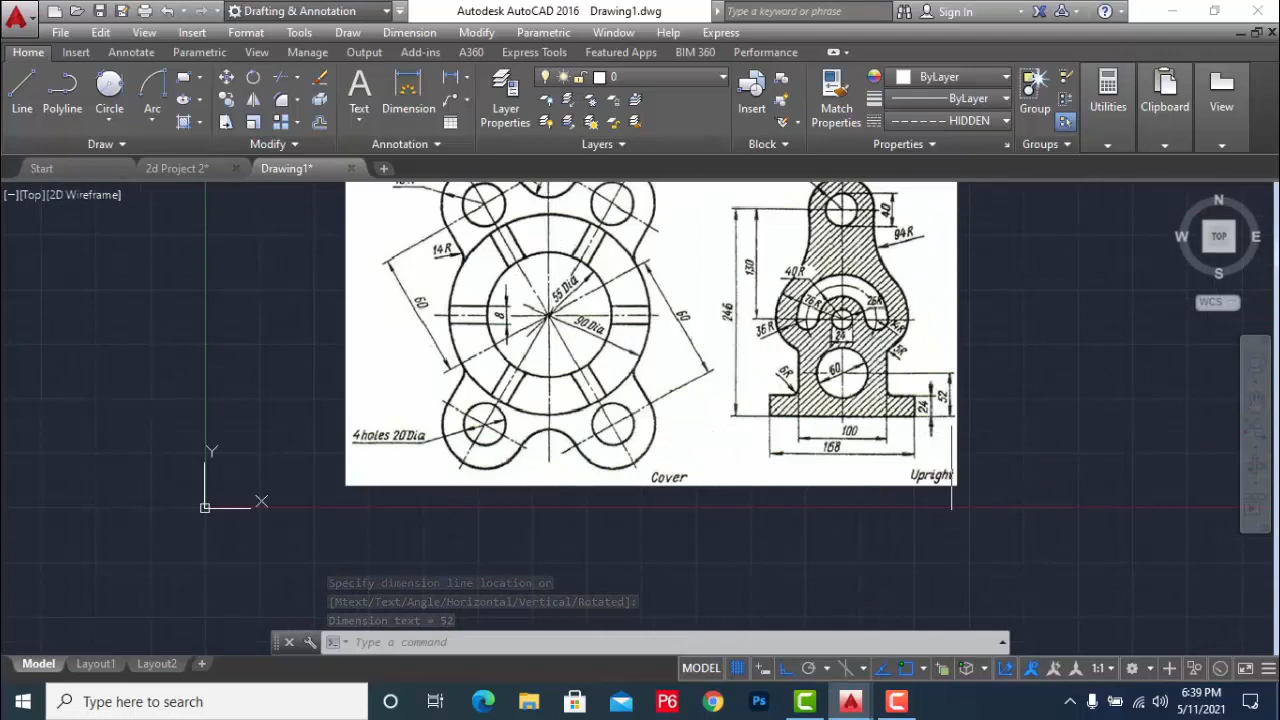 Drafting & Annotation
Autodesk AutoCAD 2016 Drawing1.dwg
Type a keyword or phrase
Sign In
File Edit View Insert Format Tools Draw Dimension Modify Parametric Window Help Express
Home Insert Annotate Parametric View Manage Output Add-ins A360 Express Tools Featured Apps BIM 360 Performance
Line Polyline Circle Arc
Text Dimension
Layer Properties
0
Insert
Match Properties
ByLayer
ByLayer
HIDDEN
Group
Utilities
Clipboard
View
Draw Modify Annotation Layers Block Properties Groups
Start 2d Project 2* Drawing1*
[−][Top][2D Wireframe]
N
W TOP E
S
WCS
14R
60
8
55 Dia
90 Dia
60
4 holes 20 Dia
Cover
40
94R
130
246
40R
76R
26R
36R
24
6R
60
52
24
100
168
Upright
Y
X
Specify dimension line location or
[Mtext/Text/Angle/Horizontal/Vertical/Rotated]:
Dimension text = 52
Type a command
Model Layout1 Layout2
MODEL
1:1
Type here to search
P6
Ps
6:39 PM
5/11/2021